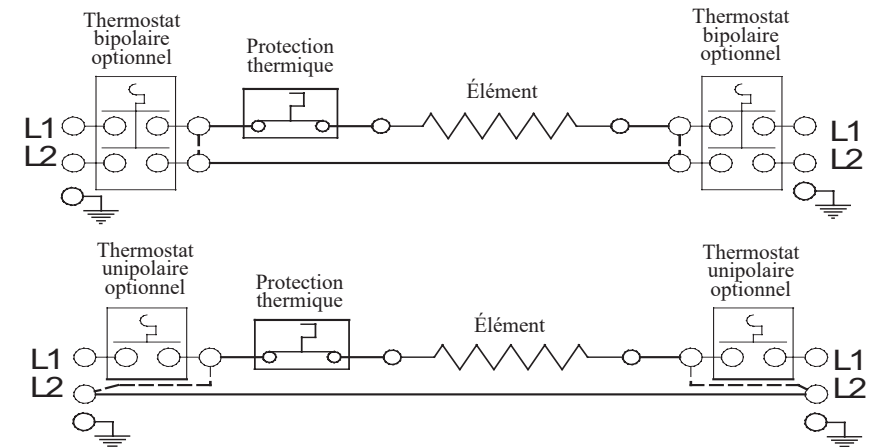 Thermostat
bipolaire
optionnel
Protection
thermique
Élément
Thermostat
bipolaire
optionnel
L1
L2
L1
L2
Thermostat
unipolaire
optionnel
Protection
thermique
Élément
Thermostat
unipolaire
optionnel
L1
L2
L1
L2